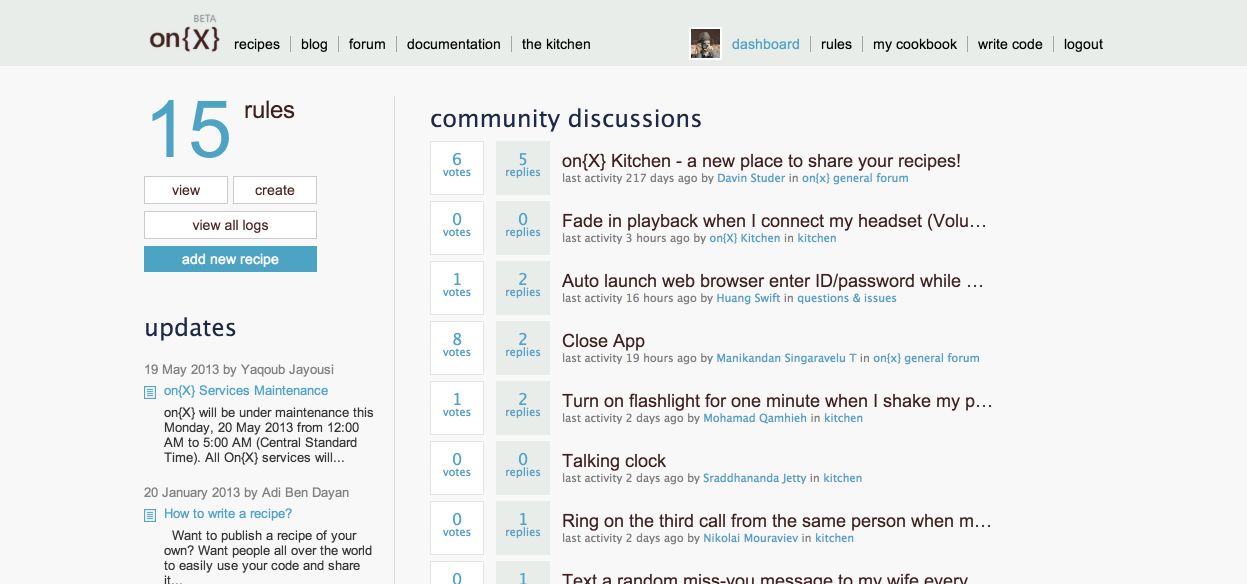 BETA
on{X}
recipes
blog
forum
documentation
the kitchen
dashboard
rules
my cookbook
write code
logout
15 rules
view
create
view all logs
add new recipe
updates
19 May 2013 by Yaqoub Jayousi
on{X} Services Maintenance
on{X} will be under maintenance this
Monday, 20 May 2013 from 12:00
AM to 5:00 AM (Central Standard
Time). All On{X} services will...
20 January 2013 by Adi Ben Dayan
How to write a recipe?
Want to publish a recipe of your
own? Want people all over the world
to easily use your code and share
it...
community discussions
6 votes
5 replies
on{X} Kitchen - a new place to share your recipes!
last activity 217 days ago by Davin Studer in on{x} general forum
0 votes
0 replies
Fade in playback when I connect my headset (Volu…
last activity 3 hours ago by on{X} Kitchen in kitchen
1 votes
2 replies
Auto launch web browser enter ID/password while …
last activity 16 hours ago by Huang Swift in questions & issues
8 votes
2 replies
Close App
last activity 19 hours ago by Manikandan Singaravelu T in on{x} general forum
1 votes
2 replies
Turn on flashlight for one minute when I shake my p…
last activity 2 days ago by Mohamad Qamhieh in kitchen
0 votes
0 replies
Talking clock
last activity 2 days ago by Sraddhananda Jetty in kitchen
0 votes
1 replies
Ring on the third call from the same person when m…
last activity 2 days ago by Nikolai Mouraviev in kitchen
0
1
Text a random miss-you message to my wife every